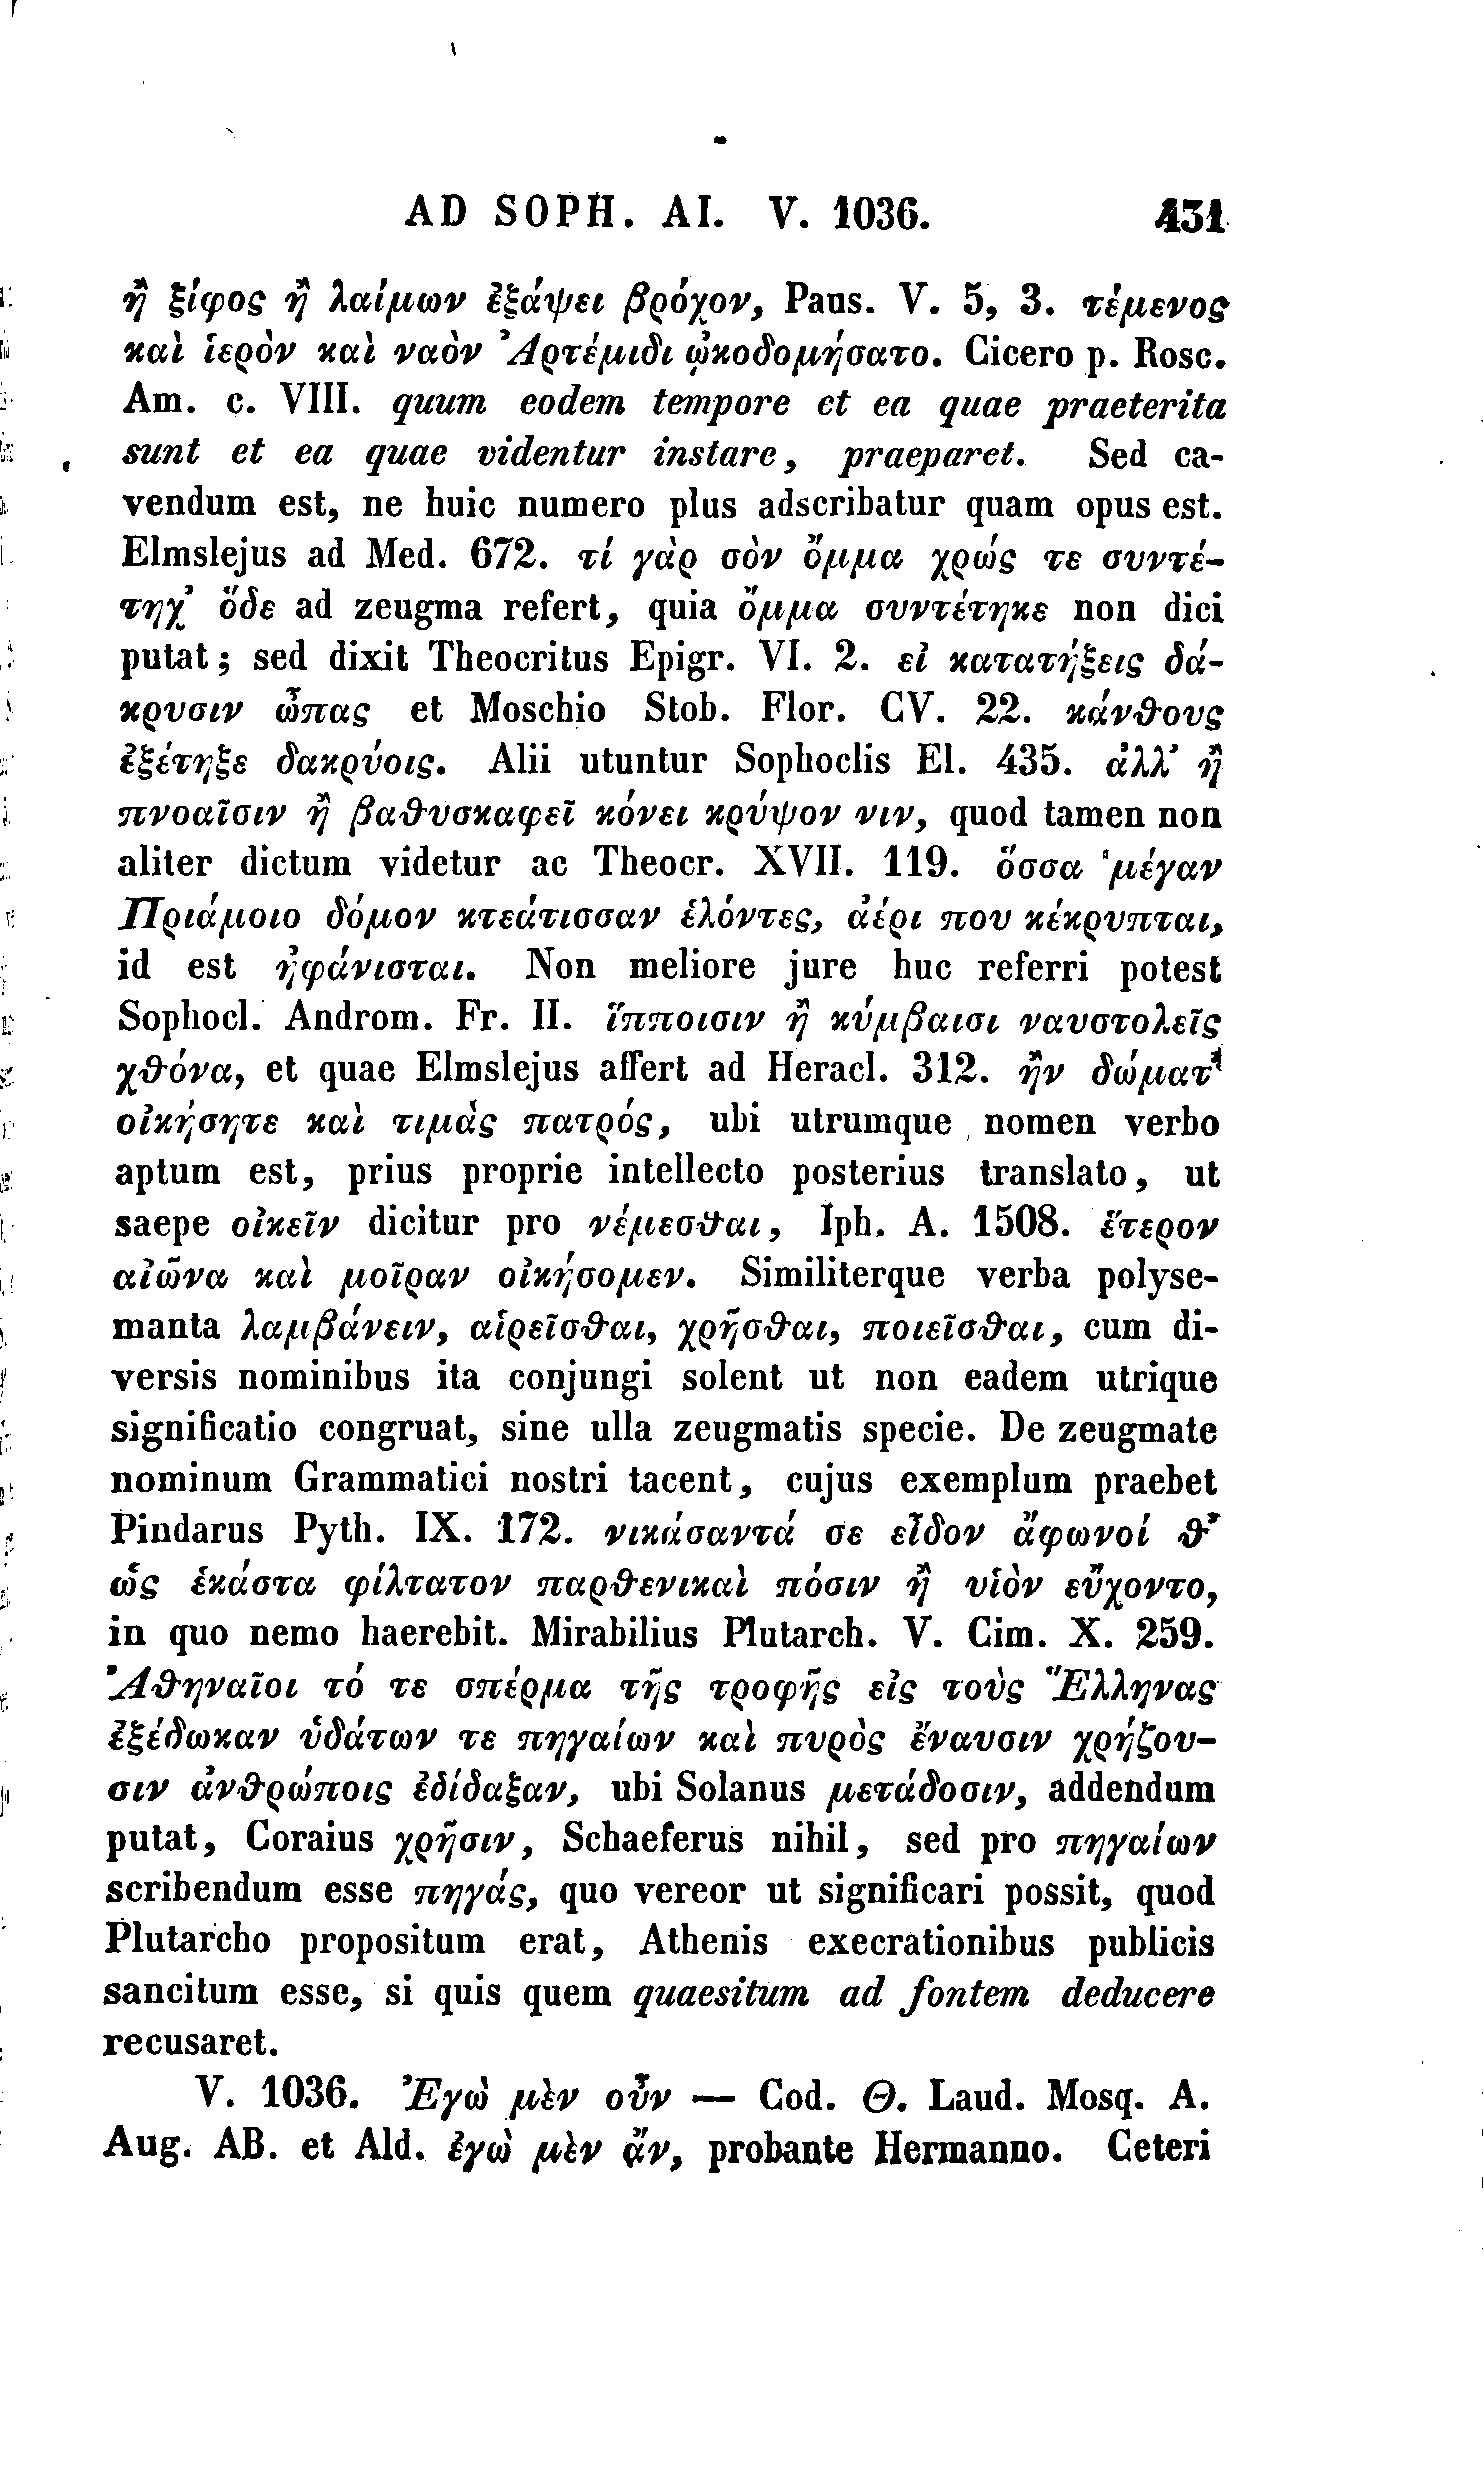 AD SOPH. AI. V. 1036. 431
ἢ ξίφος ἢ λαίμων ἐξάψει βρόχον, Paus. V. 5, 3. τέμενος
καὶ ἱερὸν καὶ ναὸν Ἀρτέμιδι ᾠκοδομήσατο. Cicero p. Rosc.
Am. c. VIII. quum eodem tempore et ea quae praeterita
sunt et ea quae videntur instare, praeparet. Sed ca-
vendum est, ne huic numero plus adscribatur quam opus est.
Elmslejus ad Med. 672. τί γὰρ σὸν ὄμμα χρώς τε συντέ-
τηχ’ ὅδε ad zeugma refert, quia ὄμμα συντέτηκε non dici
putat; sed dixit Theocritus Epigr. VI. 2. εἰ κατατήξεις δά-
κρυσιν ὦπας et Moschio Stob. Flor. CV. 22. κάνθους
ἐξέτηξε δακρύοις. Alii utuntur Sophoclis El. 435. ἀλλ’ ἢ
πνοαῖσιν ἢ βαθυσκαφεῖ κόνει κρύψον νιν, quod tamen non
aliter dictum videtur ac Theocr. XVII. 119. ὅσσα μέγαν
Πριάμοιο δόμον κτεάτισσαν ἑλόντες, ἀέρι που κέκρυπται,
id est ἠφάνισται. Non meliore jure huc referri potest
Sophocl. Androm. Fr. II. ἵπποισιν ἢ κύμβαισι ναυστολεῖς
χθόνα, et quae Elmslejus affert ad Heracl. 312. ἢν δώματ’
οἰκήσητε καὶ τιμὰς πατρός, ubi utrumque nomen verbo
aptum est, prius proprie intellecto posterius translato, ut
saepe οἰκεῖν dicitur pro νέμεσθαι, Iph. A. 1508. ἕτερον
αἰῶνα καὶ μοῖραν οἰκήσομεν. Similiterque verba polyse-
manta λαμβάνειν, αἱρεῖσθαι, χρῆσθαι, ποιεῖσθαι, cum di-
versis nominibus ita conjungi solent ut non eadem utrique
significatio congruat, sine ulla zeugmatis specie. De zeugmate
nominum Grammatici nostri tacent, cujus exemplum praebet
Pindarus Pyth. IX. 172. νικάσαντά σε εἶδον ἄφωνοί θ’
ὡς ἑκάστα φίλτατον παρθενικαὶ πόσιν ἢ υἱὸν εὔχοντο,
in quo nemo haerebit. Mirabilius Plutarch. V. Cim. X. 259.
Ἀθηναῖοι τό τε σπέρμα τῆς τροφῆς εἰς τοὺς Ἕλληνας
ἐξέδωκαν ὑδάτων τε πηγαίων καὶ πυρὸς ἔναυσιν χρῄζου-
σιν ἀνθρώποις ἐδίδαξαν, ubi Solanus μετάδοσιν, addendum
putat, Coraius χρῆσιν, Schaeferus nihil, sed pro πηγαίων
scribendum esse πηγάς, quo vereor ut significari possit, quod
Plutarcho propositum erat, Athenis execrationibus publicis
sancitum esse, si quis quem quaesitum ad fontem deducere
recusaret.
V. 1036. Ἐγὼ μὲν οὖν — Cod. Θ. Laud. Mosq. A.
Aug. AB. et Ald. ἐγὼ μὲν ἄν, probante Hermanno. Ceteri